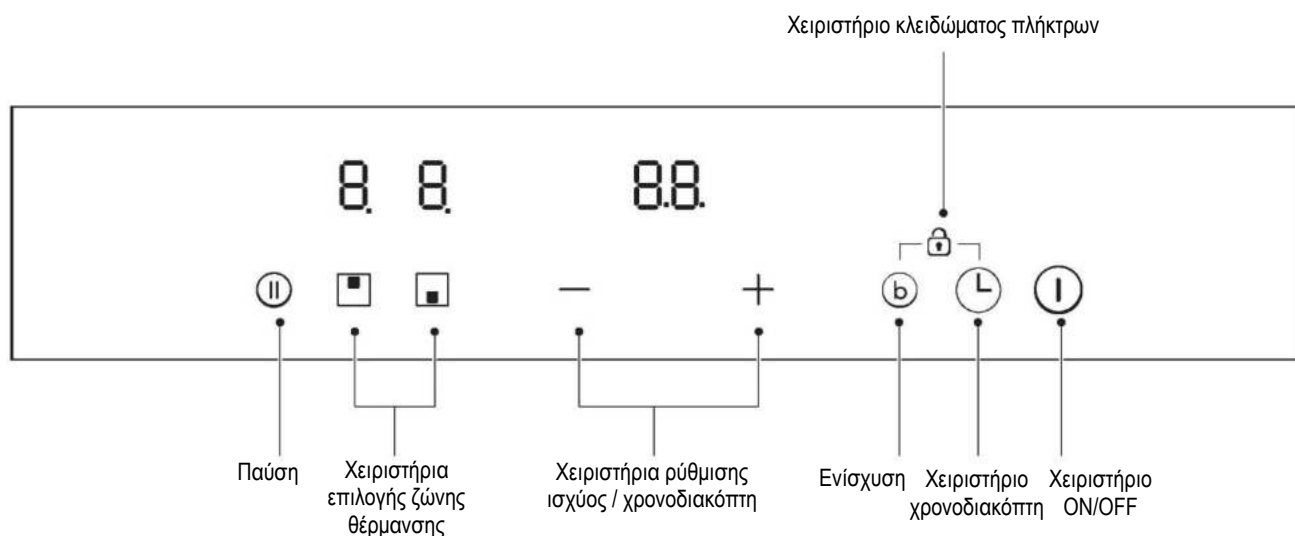 Χειριστήριο κλειδώματος πλήκτρων
8. 8. 8.8.
b
Παύση
Χειριστήρια
επιλογής ζώνης
θέρμανσης
Χειριστήρια ρύθμισης
ισχύος / χρονοδιακόπτη
Ενίσχυση
Χειριστήριο
χρονοδιακόπτη
Χειριστήριο
ON/OFF